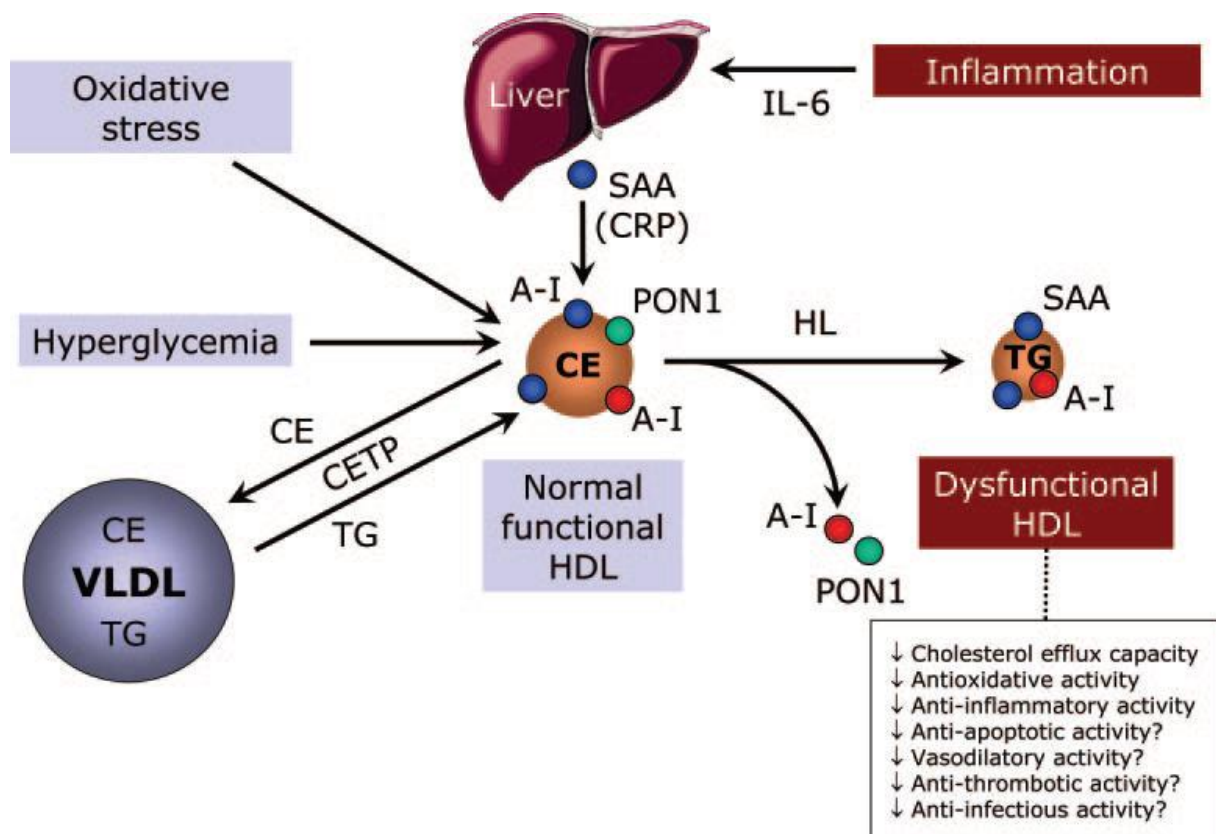 Oxidative
stress
Liver
IL-6
Inflammation
SAA
(CRP)
Hyperglycemia
A-I
PON1
CE
A-I
HL
SAA
TG
A-I
CE
CETP
TG
CE
VLDL
TG
Normal
functional
HDL
A-I
PON1
Dysfunctional
HDL
↓ Cholesterol efflux capacity
↓ Antioxidative activity
↓ Anti-inflammatory activity
↓ Anti-apoptotic activity?
↓ Vasodilatory activity?
↓ Anti-thrombotic activity?
↓ Anti-infectious activity?